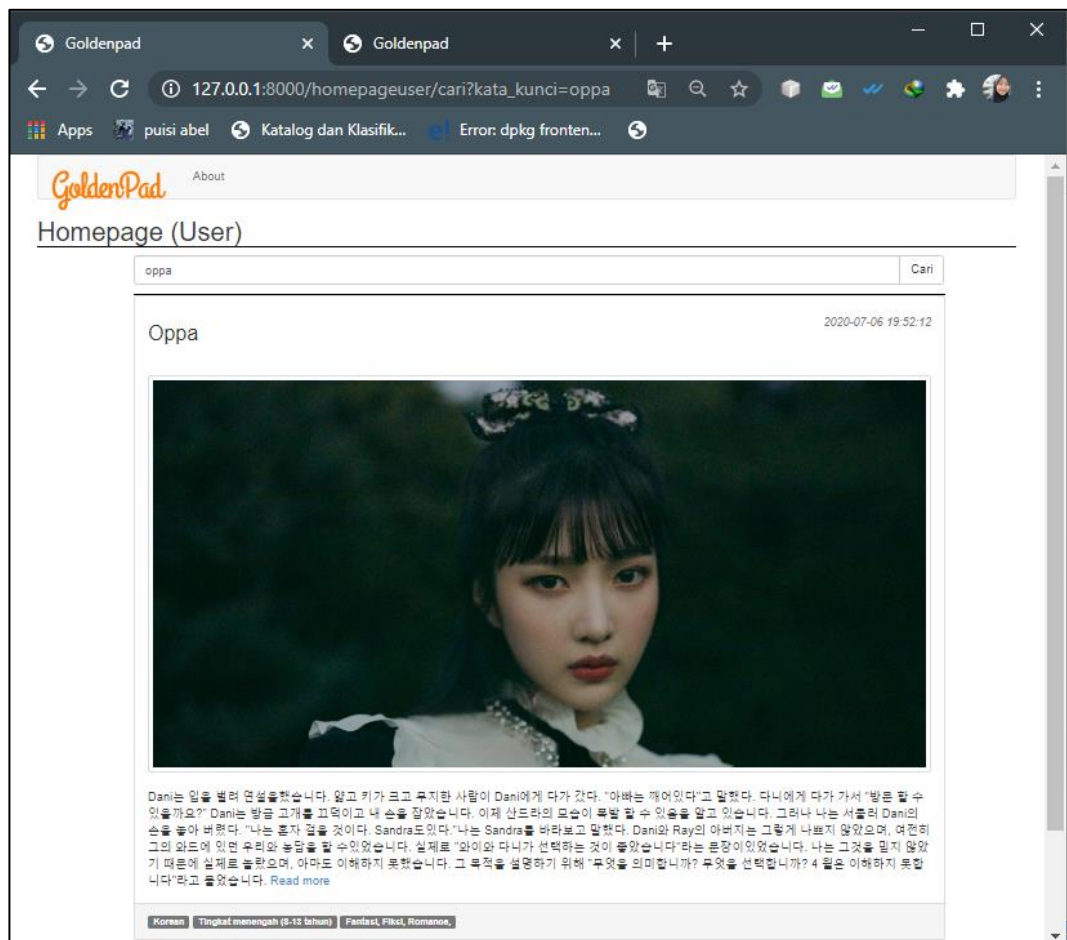 Goldenpad
Goldenpad
127.0.0.1:8000/homepageuser/cari?kata_kunci=oppa
Apps puisi abel Katalog dan Klasifik... Error: dpkg fronten...
GoldenPad About
Homepage (User)
oppa Cari
Oppa 2020-07-06 19:52:12
Dani는 입을 벌려 연설을했습니다. 얇고 키가 크고 무지한 사람이 Dani에게 다가 갔다. "아빠는 깨어있다"고 말했다. 다니에게 다가 가서 "방문 할 수
있을까요?" Dani는 방금 고개를 끄덕이고 내 손을 잡았습니다. 이제 산드라의 모습이 폭발 할 수 있음을 알고 있습니다. 그러나 나는 서둘러 Dani의
손을 놓아 버렸다. "나는 혼자 걸을 것이다. Sandra도있다."나는 Sandra를 바라보고 말했다. Dani와 Ray의 아버지는 그렇게 나쁘지 않았으며, 여전히
그의 와드에 있던 우리와 농담을 할 수있었습니다. 실제로 "와이와 다니가 선택하는 것이 좋았습니다"라는 문장이있었습니다. 나는 그것을 믿지 않았
기 때문에 실제로 놀랐으며, 아마도 이해하지 못했습니다. 그 목적을 설명하기 위해 "무엇을 의미합니까? 무엇을 선택합니까? 4 월은 이해하지 못합
니다"라고 물었습니다. Read more
Korean Tingkat menengah (8-13 tahun) Fantasi, Fiksi, Romance,